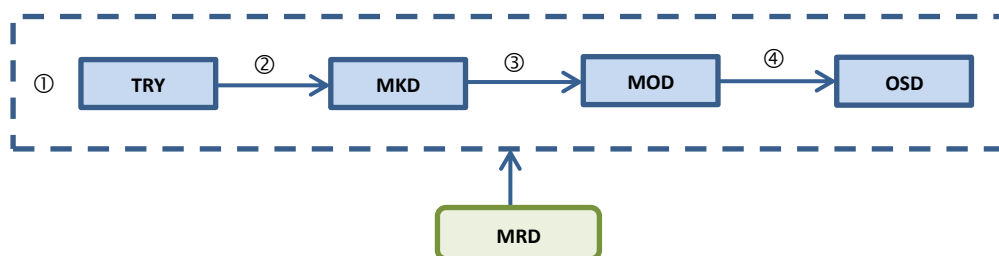 ① TRY ② MKD ③ MOD ④ OSD
MRD